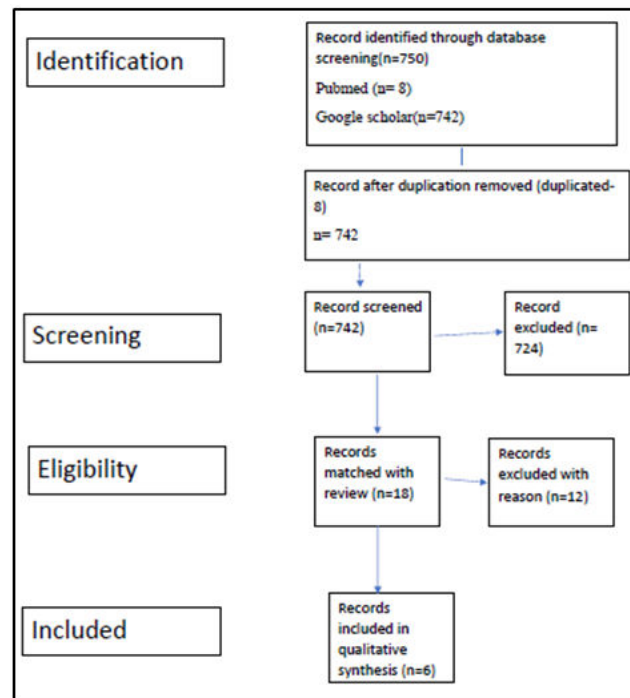 Identification
Record identified through database
screening(n=750)
Pubmed (n= 8)
Google scholar(n=742)
Record after duplication removed (duplicated-
8)
n= 742
Screening
Record screened
(n=742)
Record
excluded (n=
724)
Eligibility
Records
matched with
review (n=18)
Records
excluded with
reason (n=12)
Included
Records
included in
qualitative
synthesis (n=6)